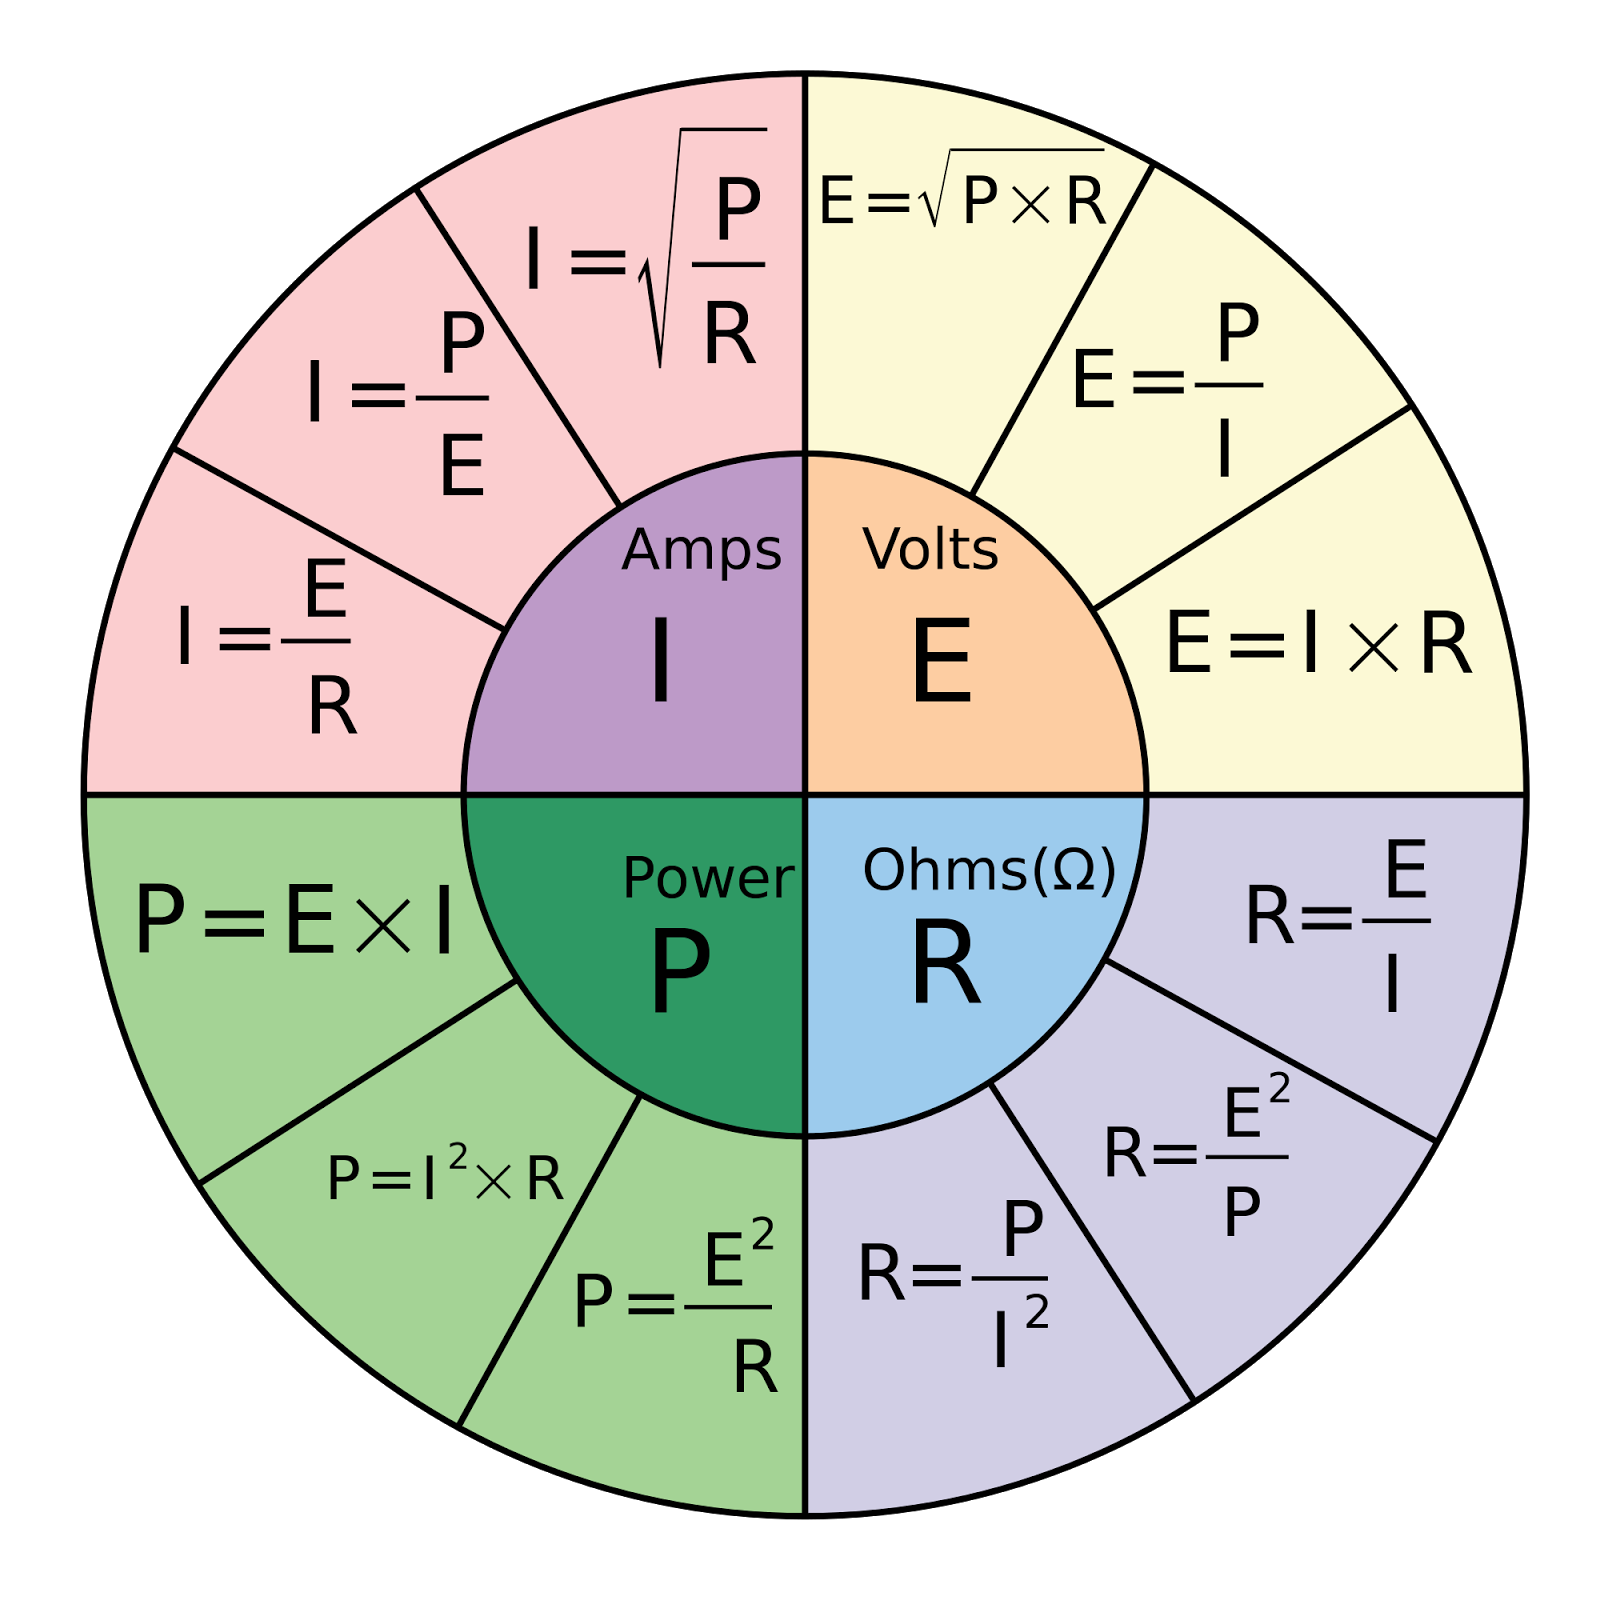 I = √(P/R)
E = √(P × R)
I = P/E
E = P/I
I = E/R
E = I × R
Amps
I
Volts
E
Power
P
Ohms(Ω)
R
P = E × I
R = E/I
P = I² × R
R = E²/P
P = E²/R
R = P/I²